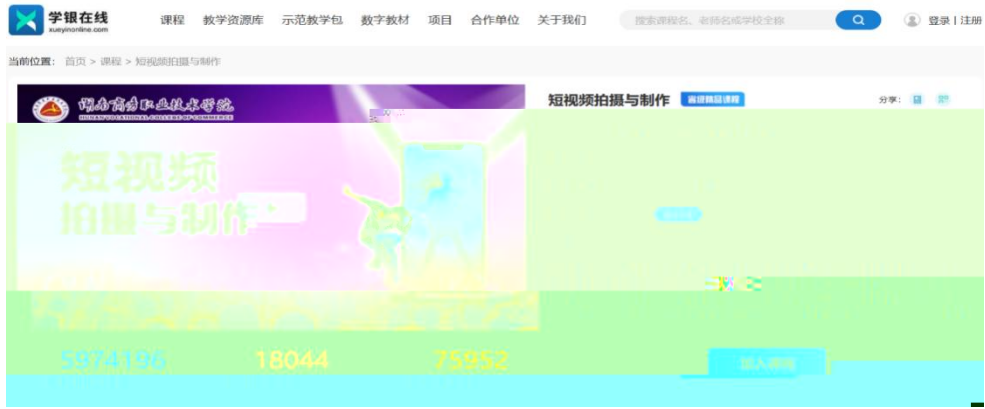 学银在线
xueyinonline.com
课程 教学资源库 示范教学包 数字教材 项目 合作单位 关于我们
搜索课程名、老师名或学校全称
登录 | 注册
当前位置: 首页 > 课程 > 短视频拍摄与制作
湖南商务职业技术学院
HUNAN VOCATIONAL COLLEGE OF COMMERCE
短视频拍摄与制作 省级精品课程
分享:
短视频
拍摄与制作
5974196 18044 75952
加入课程